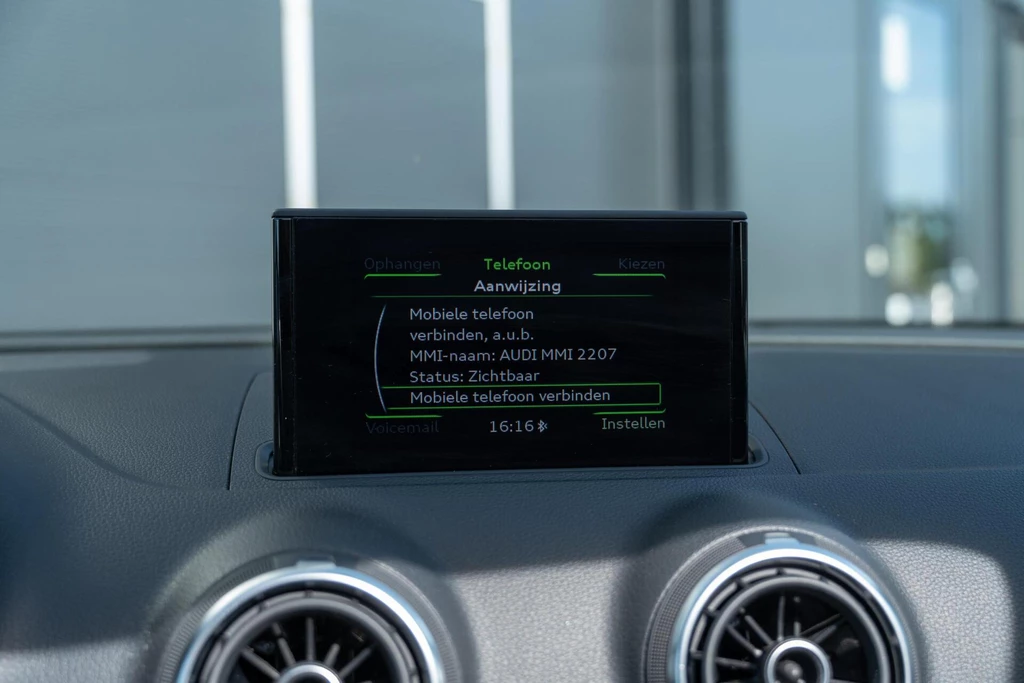 Ophangen Telefoon Kiezen
Aanwijzing
Mobiele telefoon
verbinden, a.u.b.
MMI-naam: AUDI MMI 2207
Status: Zichtbaar
Mobiele telefoon verbinden
Voicemail 16:16 Instellen